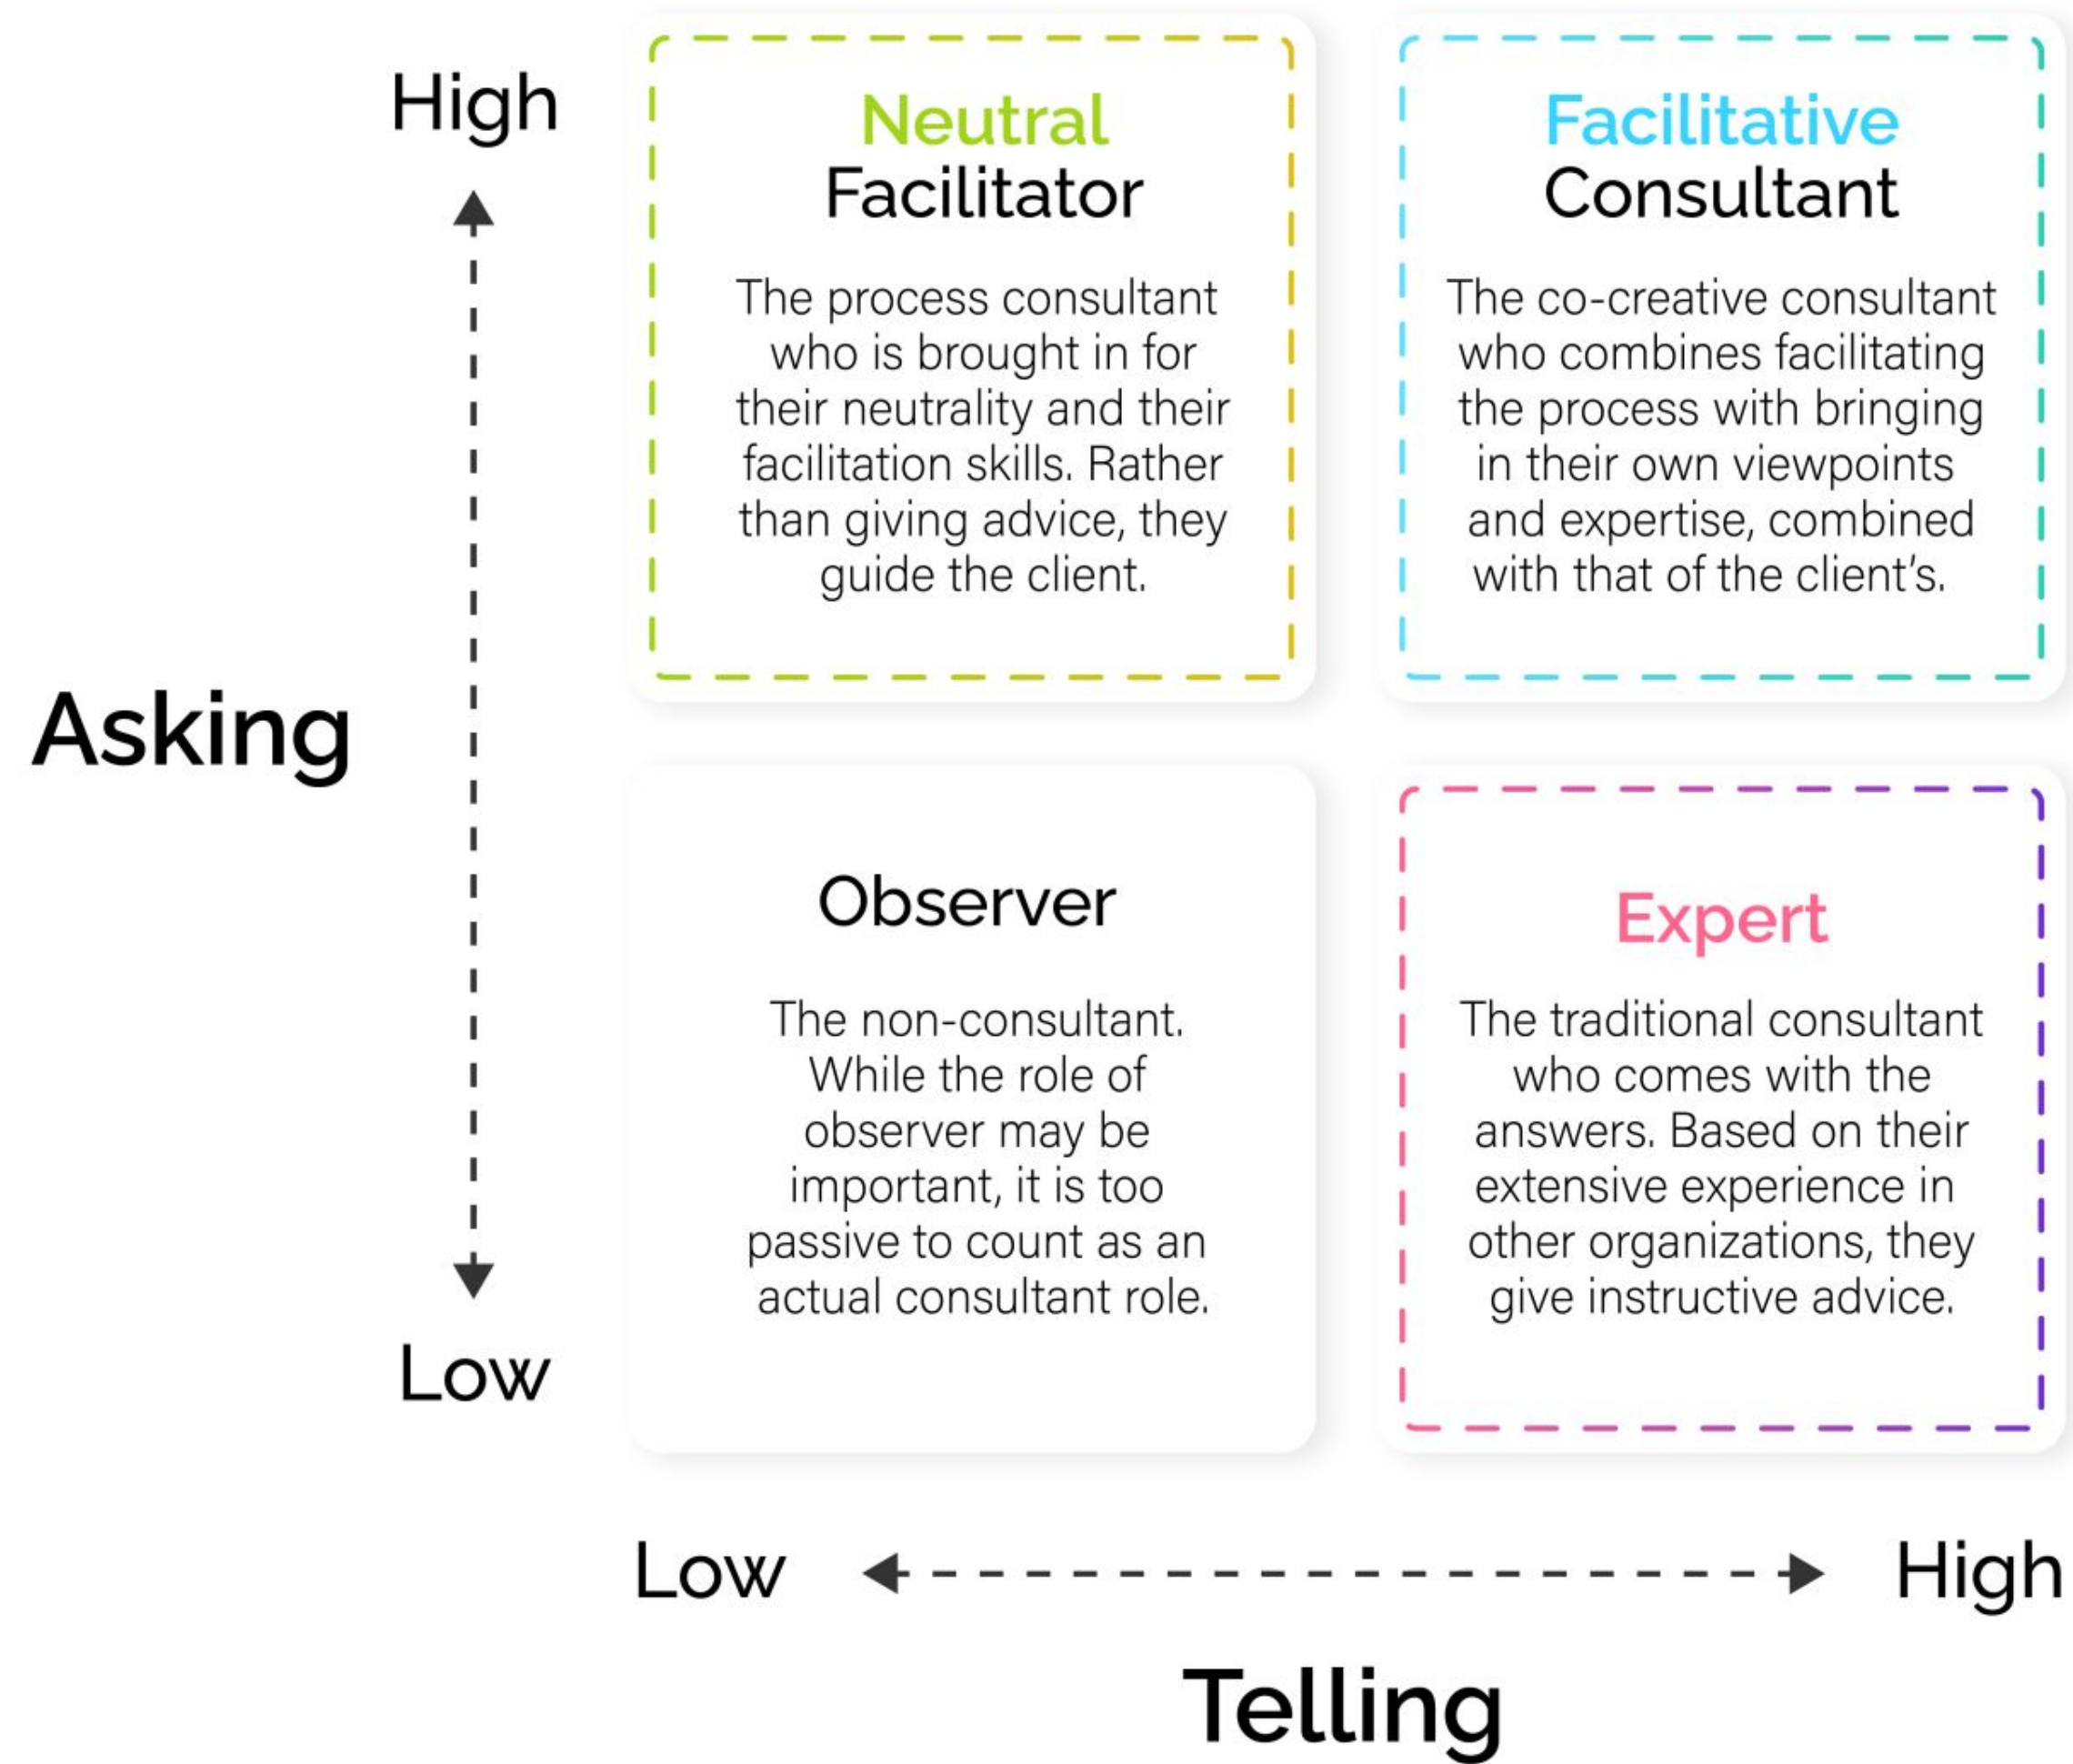 High
Asking
Low
Neutral
Facilitator
The process consultant
who is brought in for
their neutrality and their
facilitation skills. Rather
than giving advice, they
guide the client.
Facilitative
Consultant
The co-creative consultant
who combines facilitating
the process with bringing
in their own viewpoints
and expertise, combined
with that of the client's.
Observer
The non-consultant.
While the role of
observer may be
important, it is too
passive to count as an
actual consultant role.
Expert
The traditional consultant
who comes with the
answers. Based on their
extensive experience in
other organizations, they
give instructive advice.
Low
High
Telling